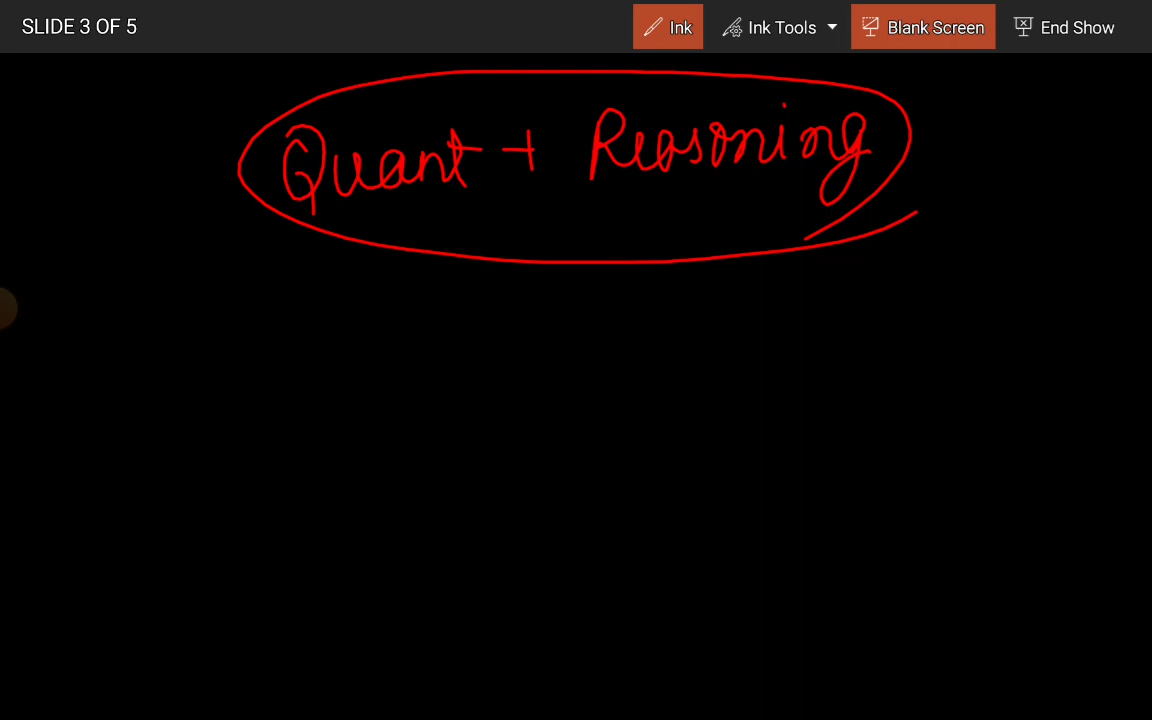 SLIDE 3 OF 5 Ink Ink Tools Blank Screen End Show
Quant + Reasoning